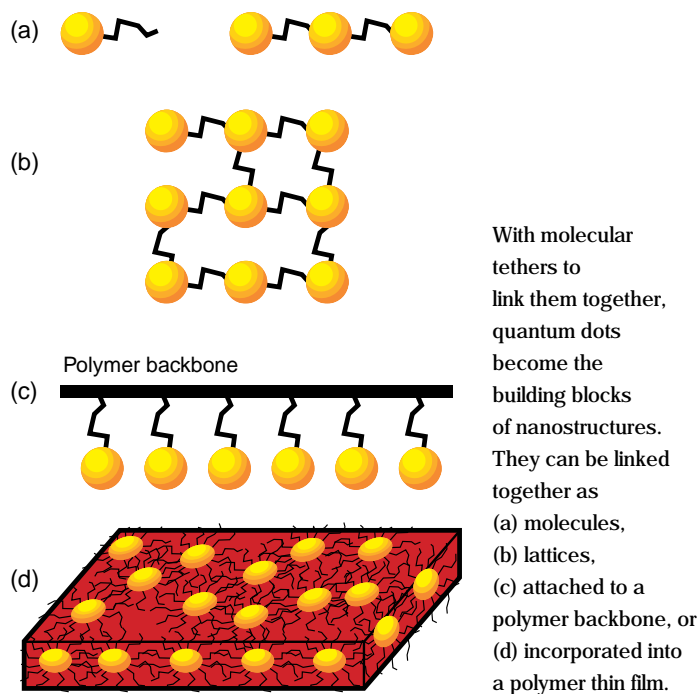 (a)
(b)
Polymer backbone
(c)
(d)
With molecular
tethers to
link them together,
quantum dots
become the
building blocks
of nanostructures.
They can be linked
together as
(a) molecules,
(b) lattices,
(c) attached to a
polymer backbone, or
(d) incorporated into
a polymer thin film.